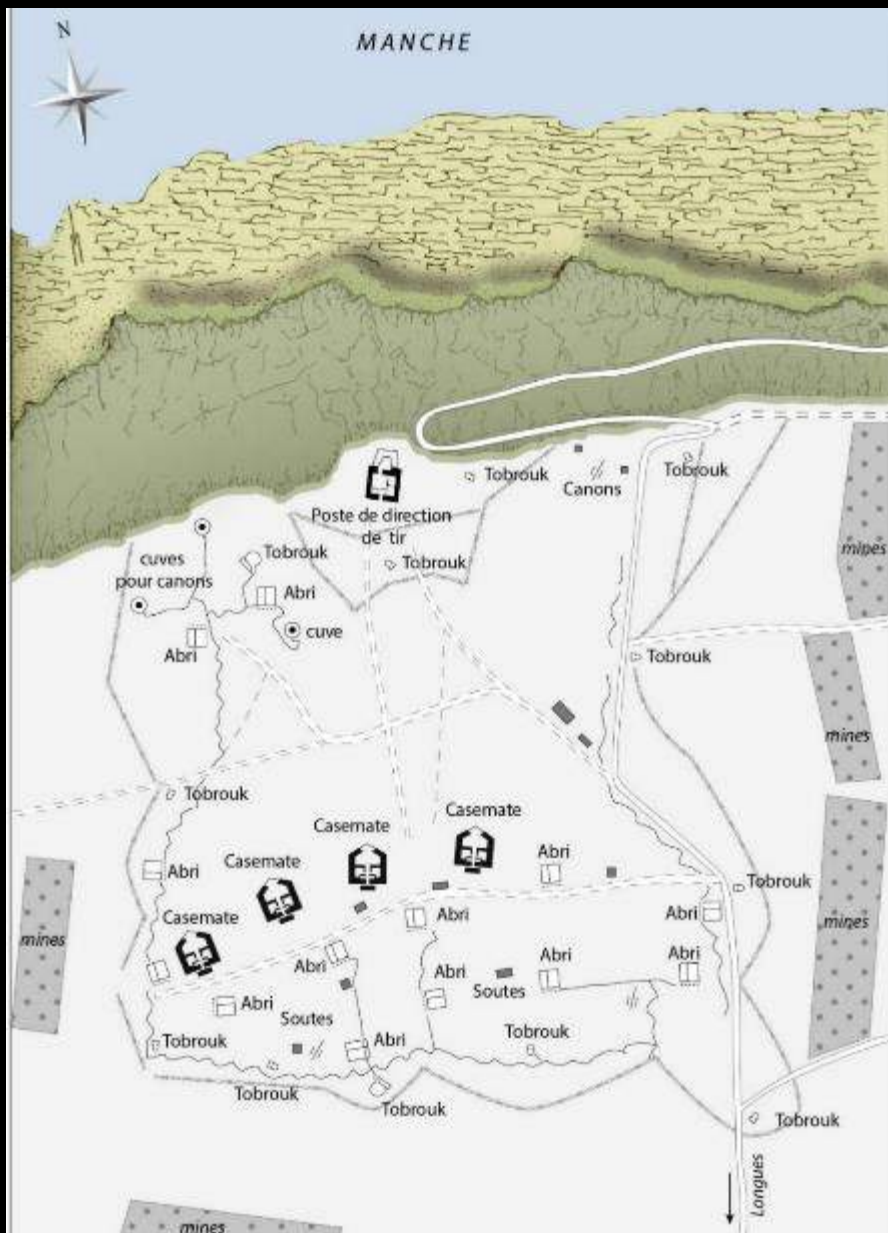 N
MANCHE
Tobrouk
Canons
Tobrouk
Poste de direction
de tir
cuves
pour canons
Tobrouk
Tobrouk
mines
Abri
cuve
Abri
Tobrouk
mines
Tobrouk
Casemate
Casemate
Casemate
Abri
Abri
Tobrouk
Casemate
Abri
Abri
mines
mines
Abri
Abri
Abri
Soutes
Abri
Soutes
Tobrouk
Abri
Tobrouk
Tobrouk
Tobrouk
Tobrouk
Longues
mines